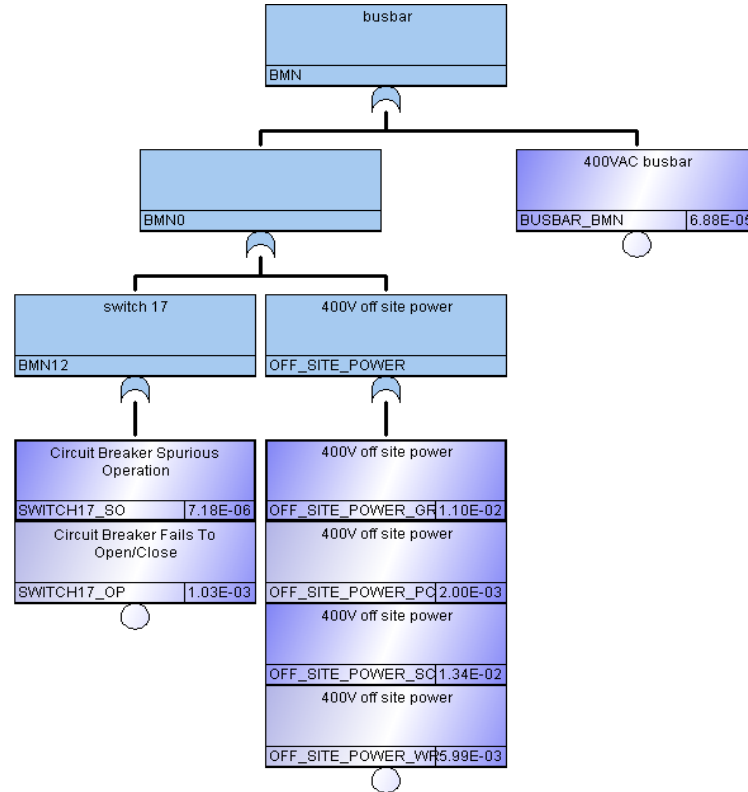 busbar
BMN
BMN0
400VAC busbar
BUSBAR_BMN 6.88E-05
switch 17
BMN12
400V off site power
OFF_SITE_POWER
Circuit Breaker Spurious
Operation
SWITCH17_SO 7.18E-06
Circuit Breaker Fails To
Open/Close
SWITCH17_OP 1.03E-03
400V off site power
OFF_SITE_POWER_GR 1.10E-02
400V off site power
OFF_SITE_POWER_PC 2.00E-03
400V off site power
OFF_SITE_POWER_SC 1.34E-02
400V off site power
OFF_SITE_POWER_WR 5.99E-03